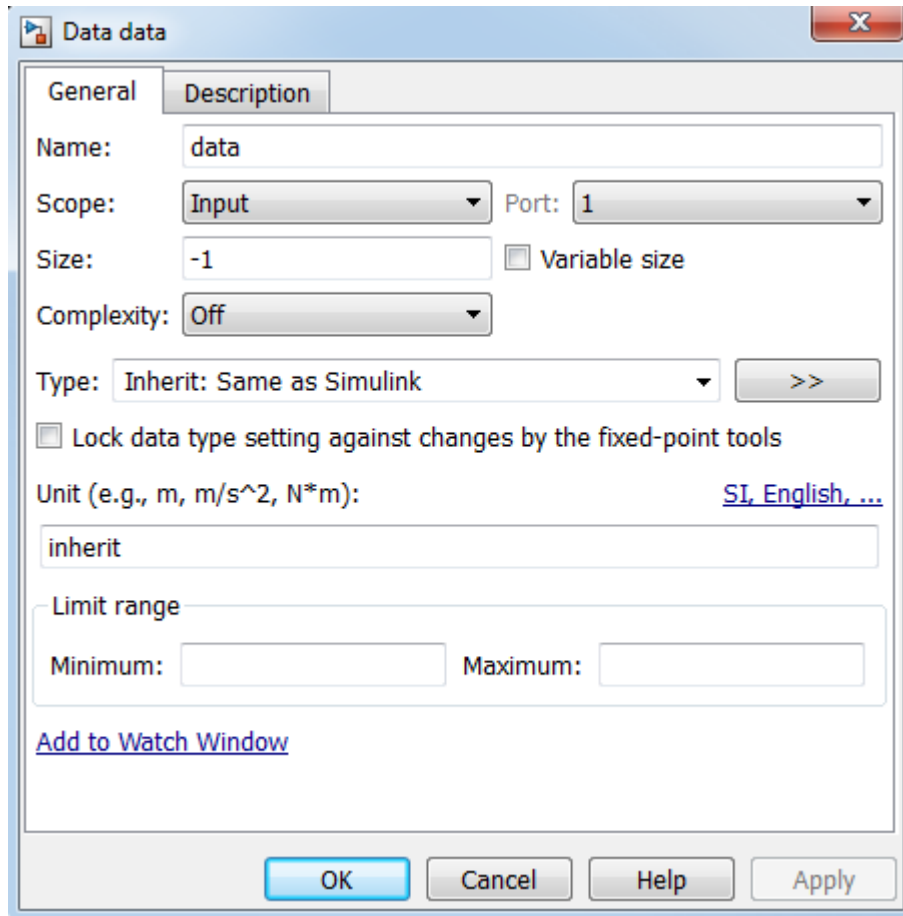 Data data
General Description
Name: data
Scope: Input Port: 1
Size: -1 Variable size
Complexity: Off
Type: Inherit: Same as Simulink >>
Lock data type setting against changes by the fixed-point tools
Unit (e.g., m, m/s^2, N*m): SI, English, ...
inherit
Limit range
Minimum: Maximum:
Add to Watch Window
OK Cancel Help Apply